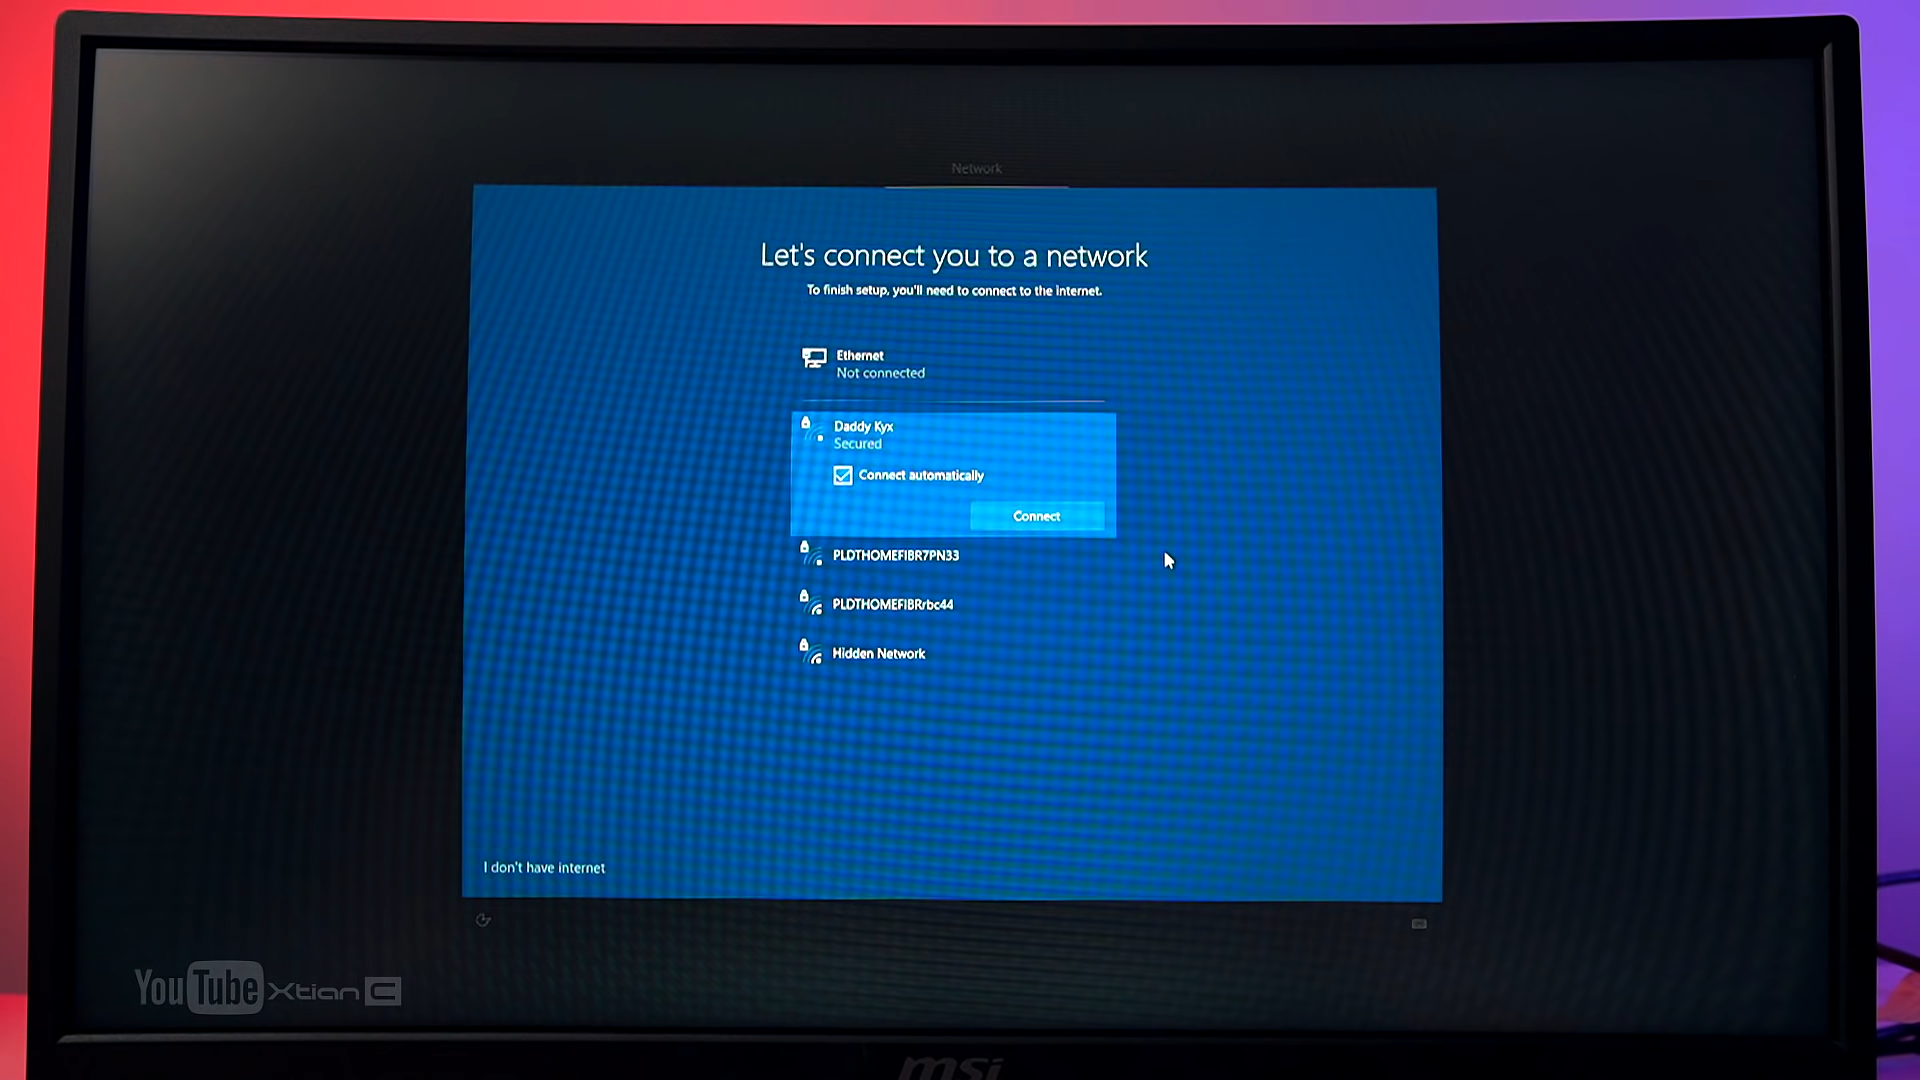 Network
Let's connect you to a network
To finish setup, you'll need to connect to the internet.
Ethernet
Not connected
Daddy Kyx
Secured
Connect automatically
Connect
PLDTHOMEFIBR7PN33
PLDTHOMEFIBRrbc44
Hidden Network
I don't have internet
YouTube Xtian C
msi